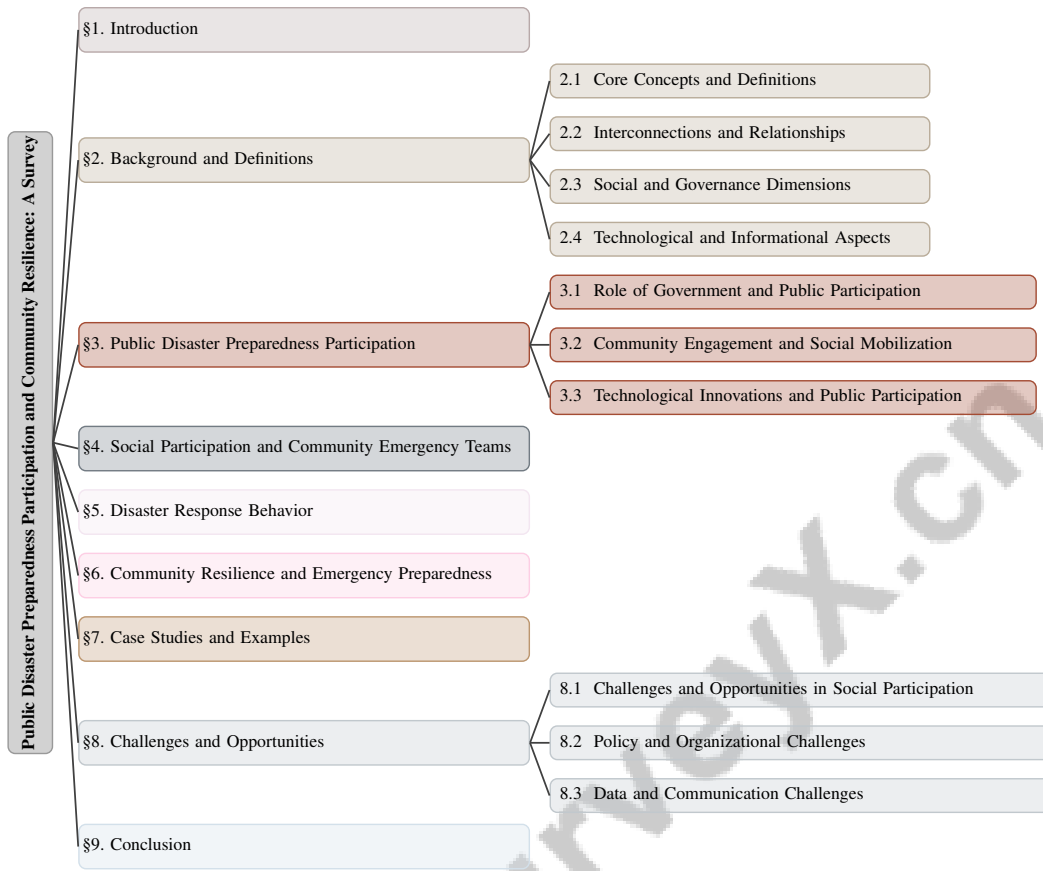 Public Disaster Preparedness Participation and Community Resilience: A Survey
§1. Introduction
§2. Background and Definitions
2.1 Core Concepts and Definitions
2.2 Interconnections and Relationships
2.3 Social and Governance Dimensions
2.4 Technological and Informational Aspects
§3. Public Disaster Preparedness Participation
3.1 Role of Government and Public Participation
3.2 Community Engagement and Social Mobilization
3.3 Technological Innovations and Public Participation
§4. Social Participation and Community Emergency Teams
§5. Disaster Response Behavior
§6. Community Resilience and Emergency Preparedness
§7. Case Studies and Examples
§8. Challenges and Opportunities
8.1 Challenges and Opportunities in Social Participation
8.2 Policy and Organizational Challenges
8.3 Data and Communication Challenges
§9. Conclusion
rveyx.cn